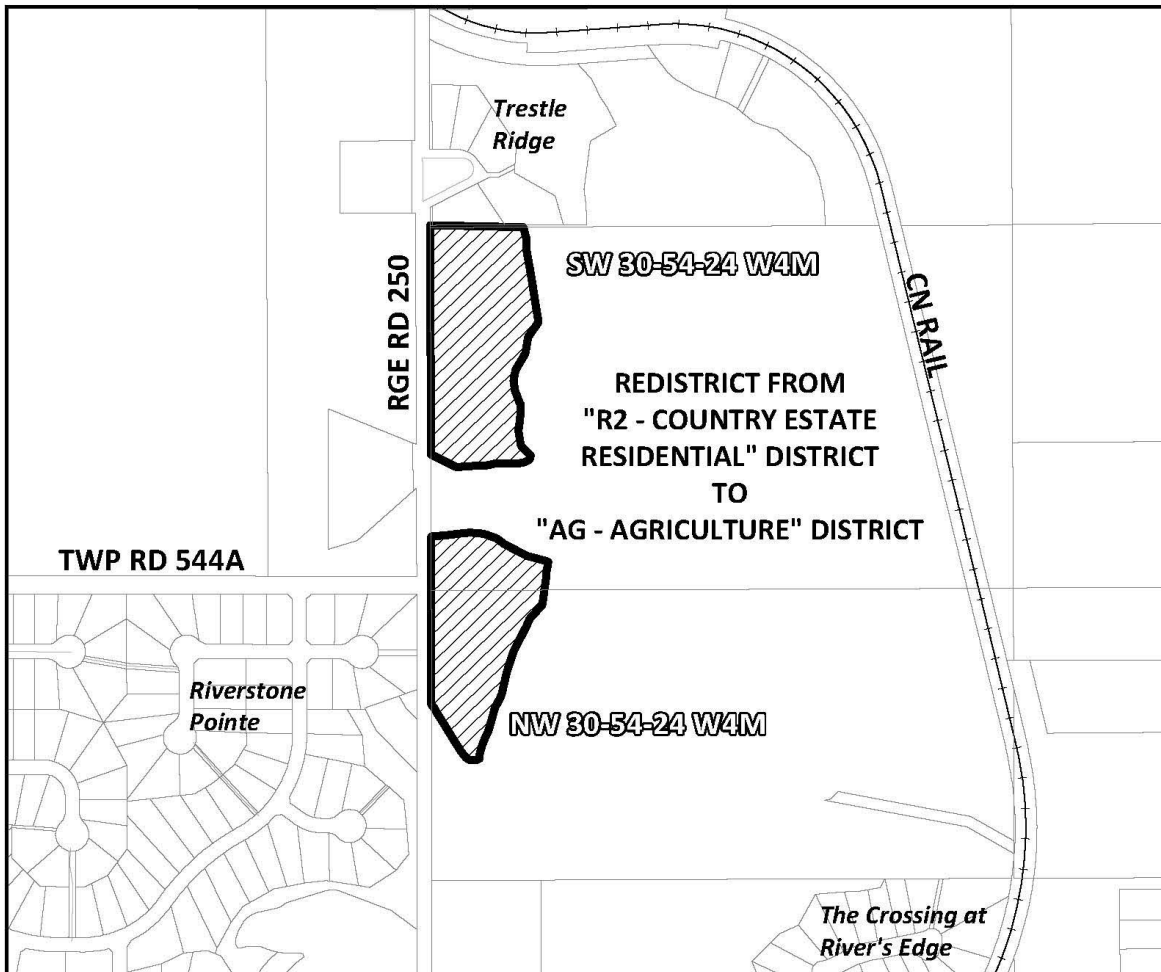 Trestle
Ridge
SW 30-54-24 W4M
RGE RD 250
CN RAIL
REDISTRICT FROM
"R2 - COUNTRY ESTATE
RESIDENTIAL" DISTRICT
TO
"AG - AGRICULTURE" DISTRICT
TWP RD 544A
Riverstone
Pointe
NW 30-54-24 W4M
The Crossing at
River's Edge